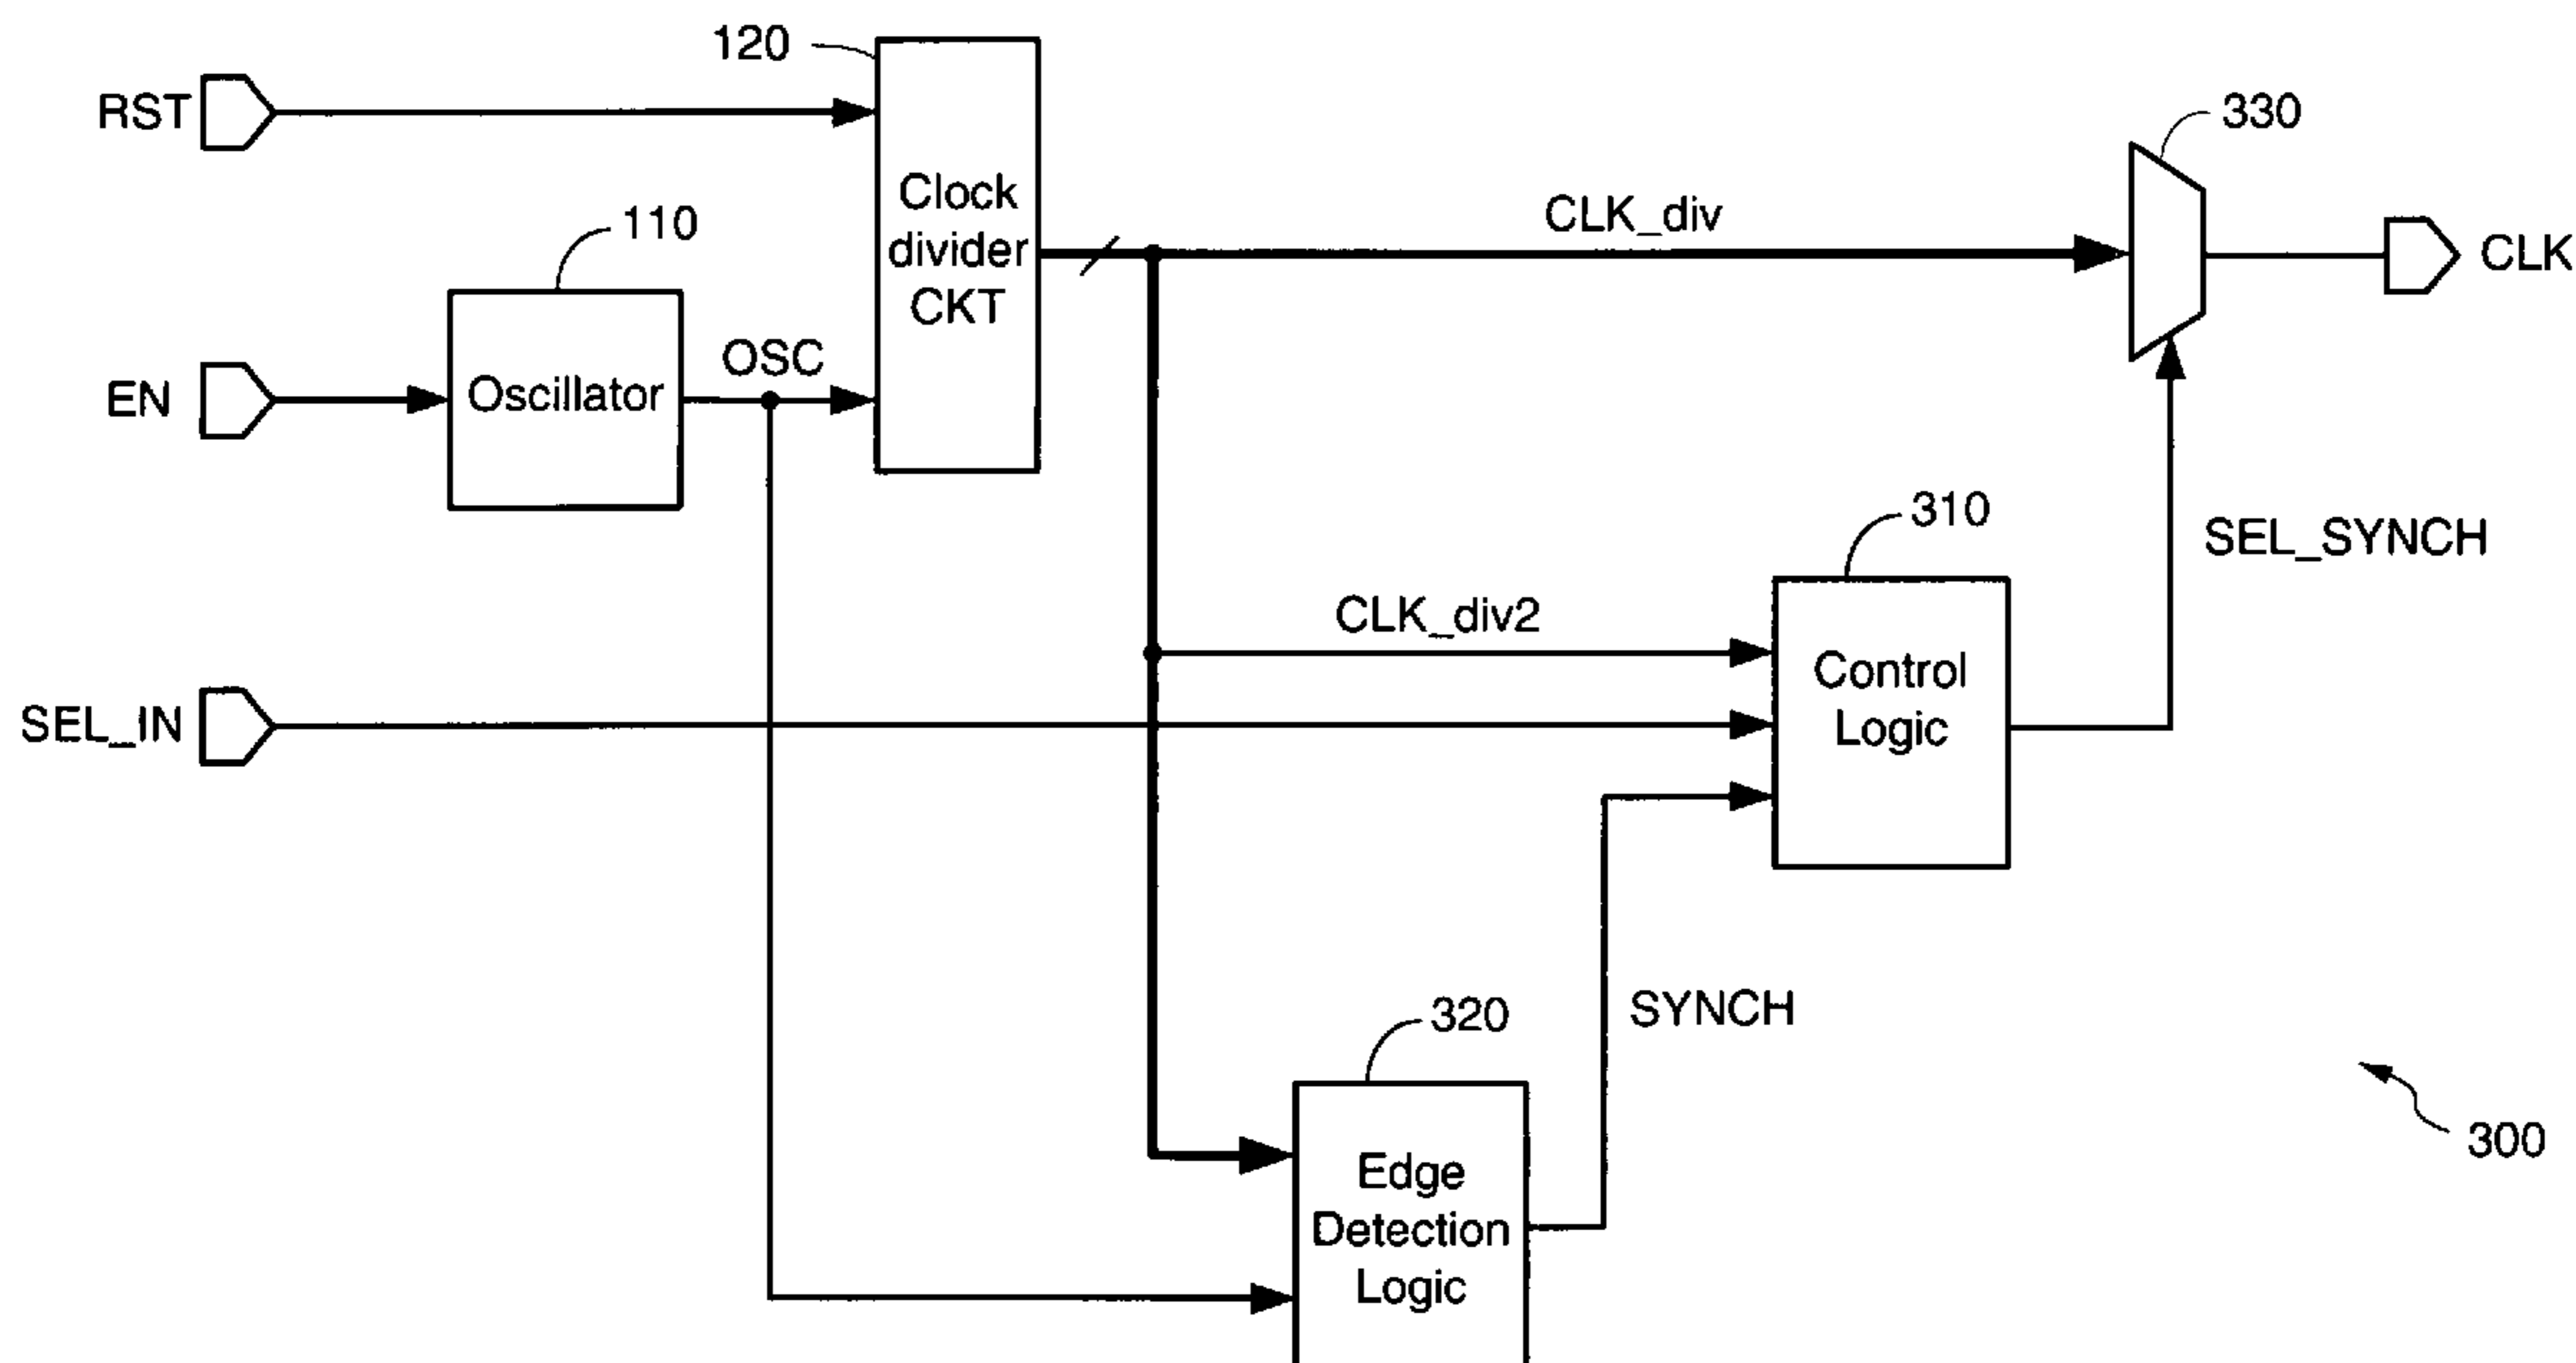 120
RST
330
Clock
divider
CKT
CLK_div
CLK
110
OSC
EN
Oscillator
310
SEL_SYNCH
CLK_div2
Control
Logic
SEL_IN
320
SYNCH
300
Edge
Detection
Logic